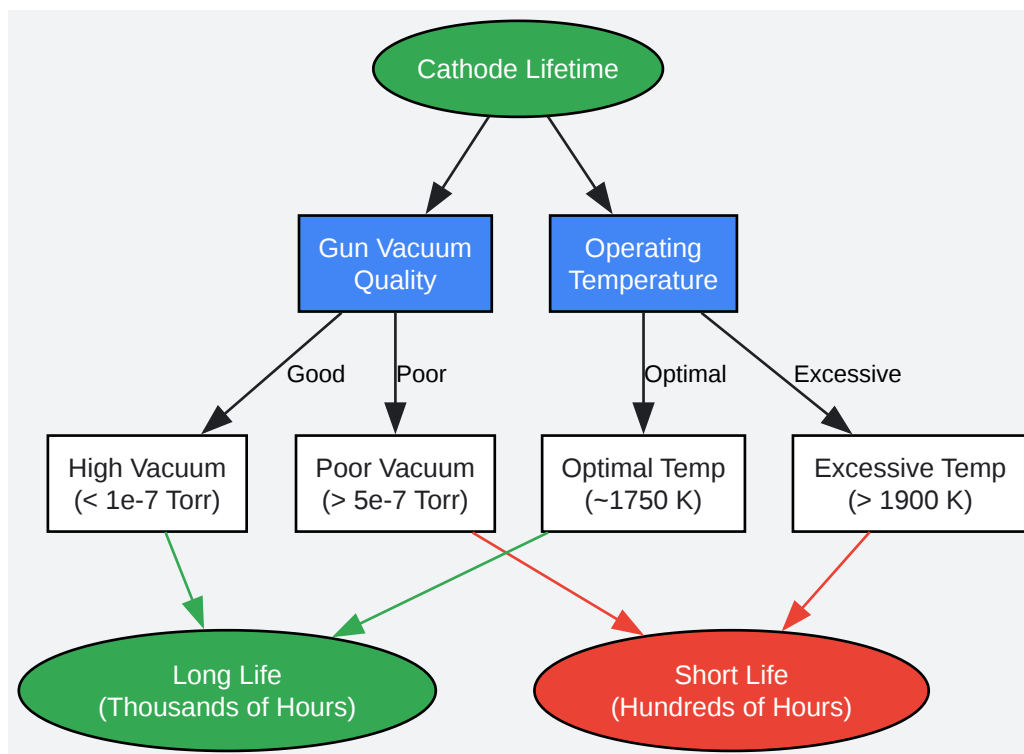 Cathode Lifetime
Gun Vacuum
Quality
Operating
Temperature
Good
Poor
Optimal
Excessive
High Vacuum
(< 1e-7 Torr)
Poor Vacuum
(> 5e-7 Torr)
Optimal Temp
(~1750 K)
Excessive Temp
(> 1900 K)
Long Life
(Thousands of Hours)
Short Life
(Hundreds of Hours)